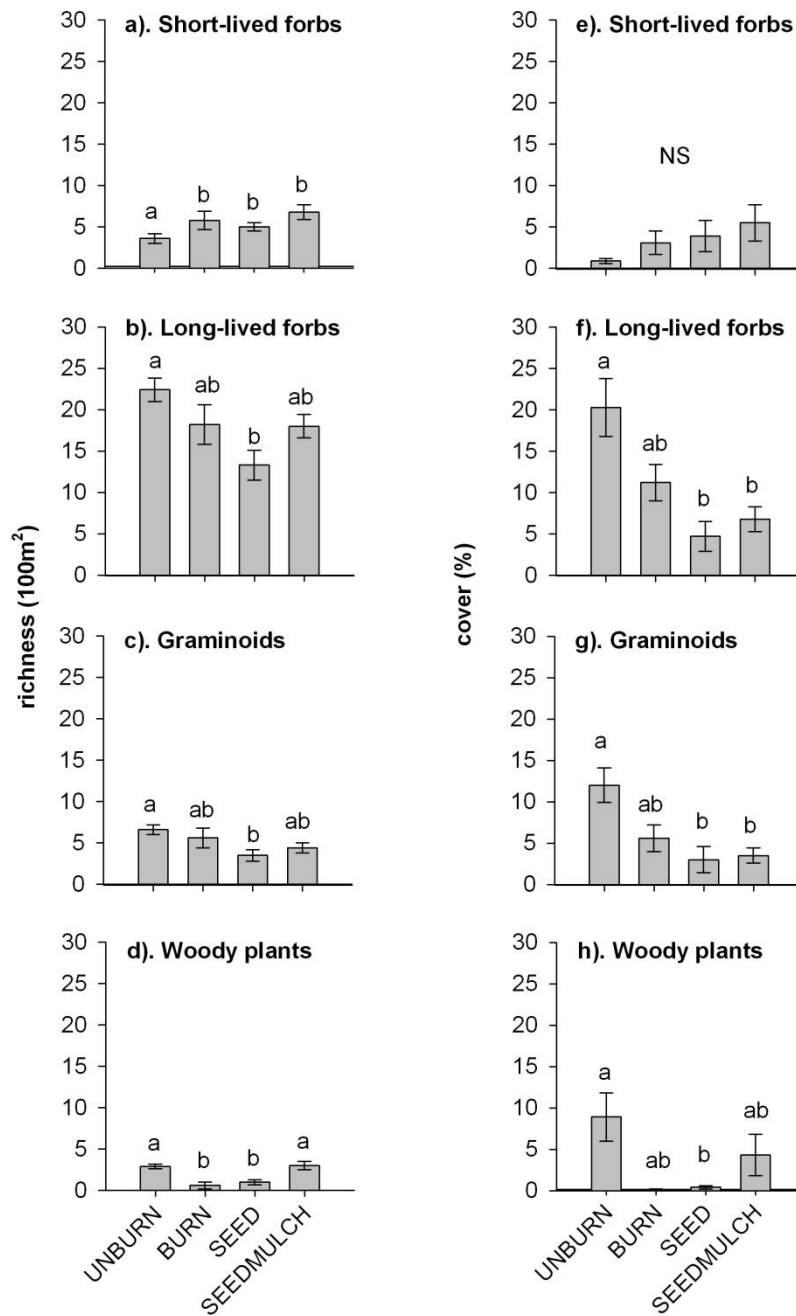 a). Short-lived forbs
30
25
20
15
10
5
0
a
b
b
b
b). Long-lived forbs
30
25
20
15
10
5
0
a
ab
b
ab
richness (100m²)
c). Graminoids
30
25
20
15
10
5
0
a
ab
b
ab
d). Woody plants
30
25
20
15
10
5
0
a
b
b
a
UNBURN
BURN
SEED
SEEDMULCH
e). Short-lived forbs
30
25
20
15
10
5
0
NS
f). Long-lived forbs
30
25
20
15
10
5
0
a
ab
b
b
cover (%)
g). Graminoids
30
25
20
15
10
5
0
a
ab
b
b
h). Woody plants
30
25
20
15
10
5
0
a
ab
b
ab
UNBURN
BURN
SEED
SEEDMULCH